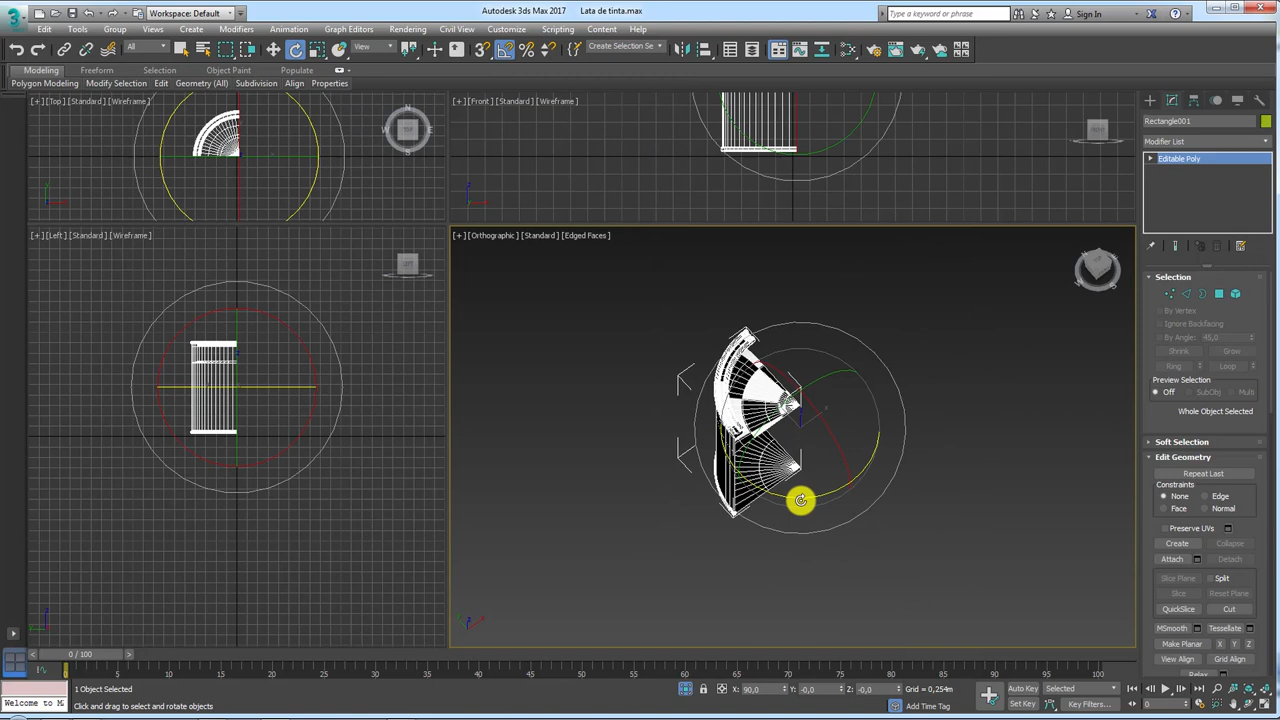 Workspace: Default
Autodesk 3ds Max 2017
Lata de tinta.max
Type a keyword or phrase
Sign In
Edit
Tools
Group
Views
Create
Modifiers
Animation
Graph Editors
Rendering
Civil View
Customize
Scripting
Content
Help
All
View
Create Selection Se
Modeling
Freeform
Selection
Object Paint
Populate
Polygon Modeling
Modify Selection
Edit
Geometry (All)
Subdivision
Align
Properties
[+] [Top] [Standard] [Wireframe]
[+] [Front] [Standard] [Wireframe]
[+] [Left] [Standard] [Wireframe]
[+] [Orthographic] [Standard] [Edged Faces]
Rectangle001
Modifier List
Editable Poly
Selection
By Vertex
Ignore Backfacing
By Angle: 45,0
Shrink
Grow
Ring
Loop
Preview Selection
Off
SubObj
Multi
Whole Object Selected
Soft Selection
Edit Geometry
Repeat Last
Constraints
None
Edge
Face
Normal
Preserve UVs
Create
Collapse
Attach
Detach
Slice Plane
Split
Slice
Reset Plane
QuickSlice
Cut
MSmooth
Tessellate
Make Planar
X
Y
Z
View Align
Grid Align
Relax
0 / 100
0 5 10 15 20 25 30 35 40 45 50 55 60 65 70 75 80 85 90 95 100
1 Object Selected
X: 90,0
Y: -0,0
Z: -0,0
Grid = 0,254m
Auto Key
Selected
Welcome to M
Click and drag to select and rotate objects
Add Time Tag
Set Key
Key Filters...
0